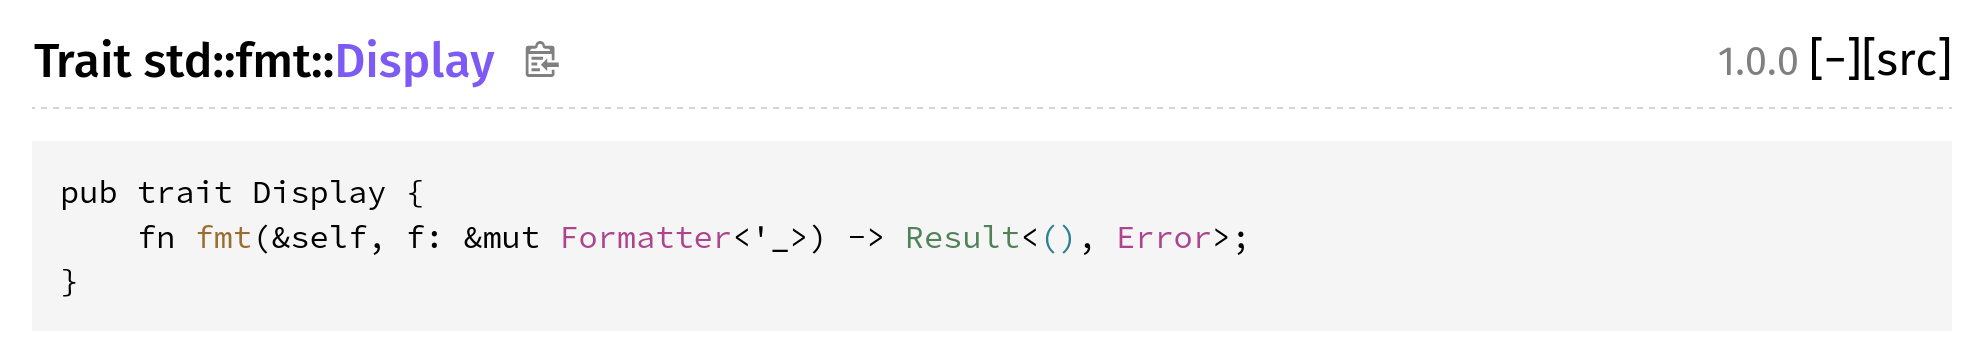 Trait std::fmt::Display 1.0.0 [-][src]
pub trait Display {
    fn fmt(&self, f: &mut Formatter<'_>) -> Result<(), Error>;
}